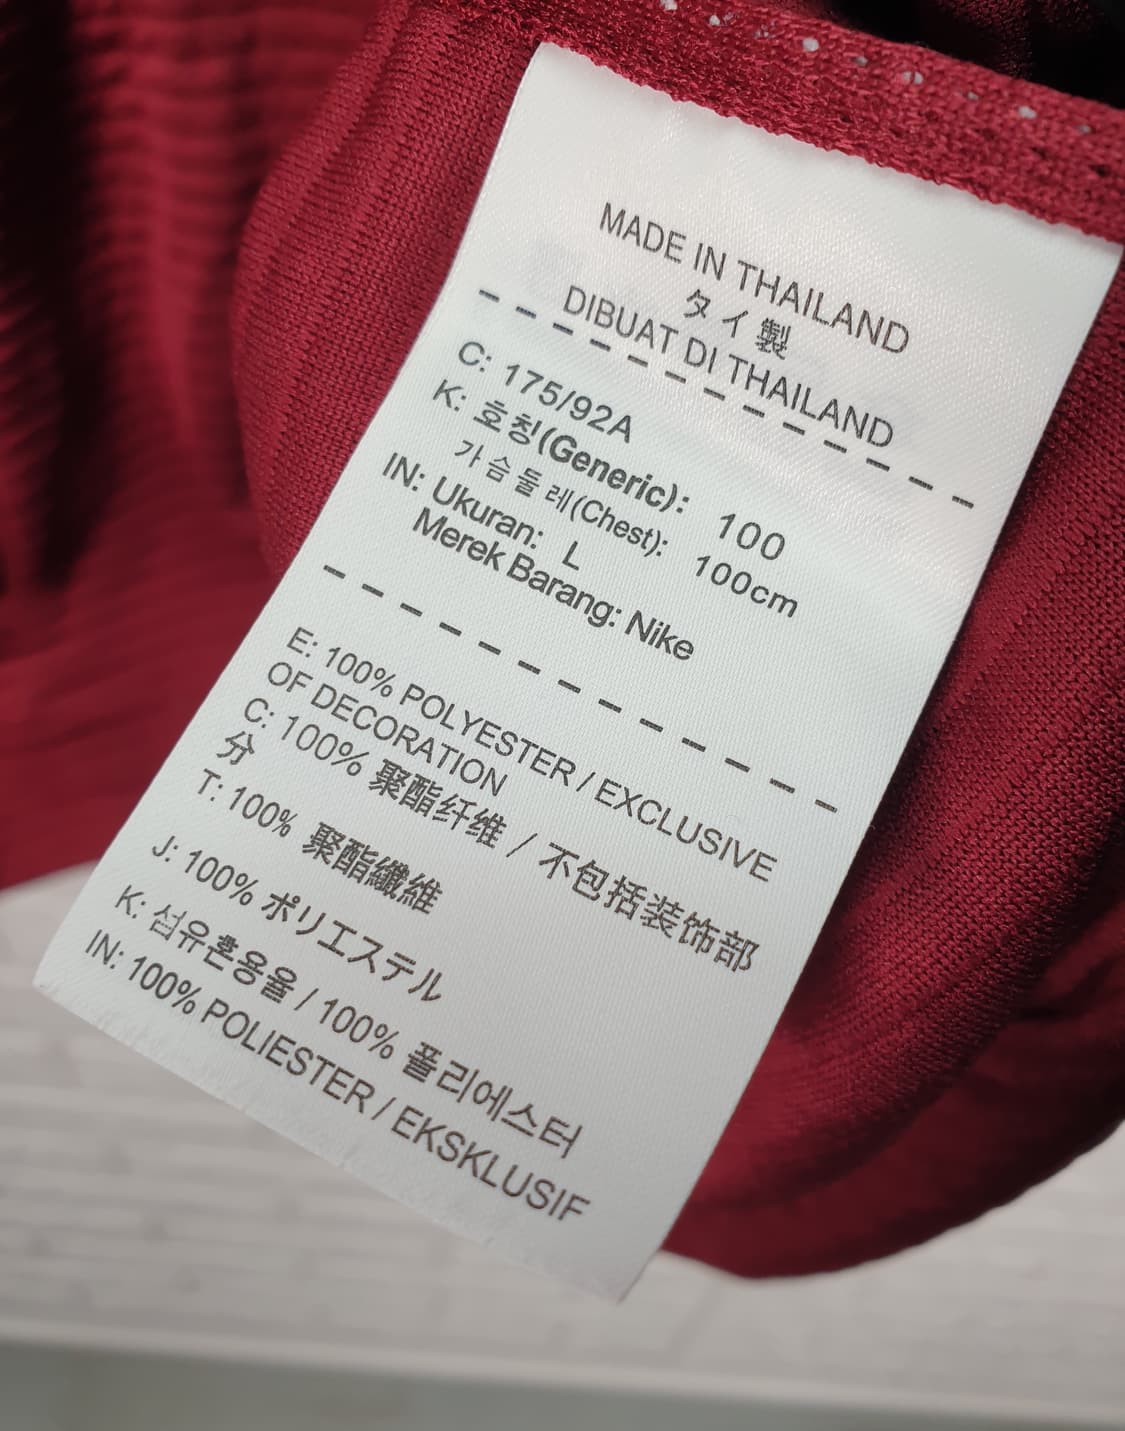 MADE IN THAILAND
タイ製
DIBUAT DI THAILAND
C: 175/92A
K: 호칭(Generic): 100
가슴둘레(Chest): 100cm
IN: Ukuran: L
Merek Barang: Nike
E: 100% POLYESTER / EXCLUSIVE
OF DECORATION
C: 100% 聚酯纤维 / 不包括装饰部
分
T: 100% 聚酯纖維
J: 100% ポリエステル
K: 섬유혼용율 / 100% 폴리에스터
IN: 100% POLIESTER / EKSKLUSIF